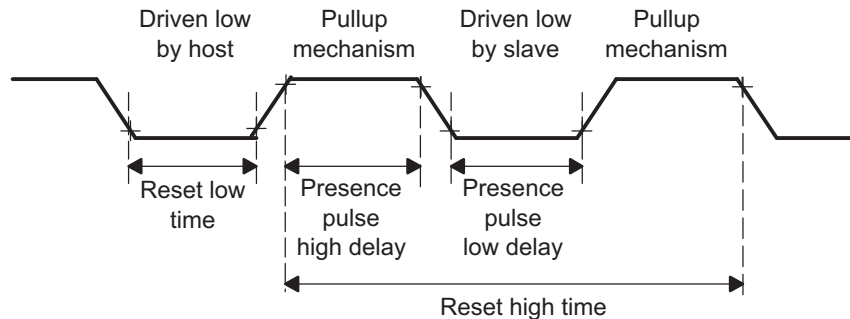 Driven low
by host
Pullup
mechanism
Driven low
by slave
Pullup
mechanism
Reset low
time
Presence
pulse
high delay
Presence
pulse
low delay
Reset high time